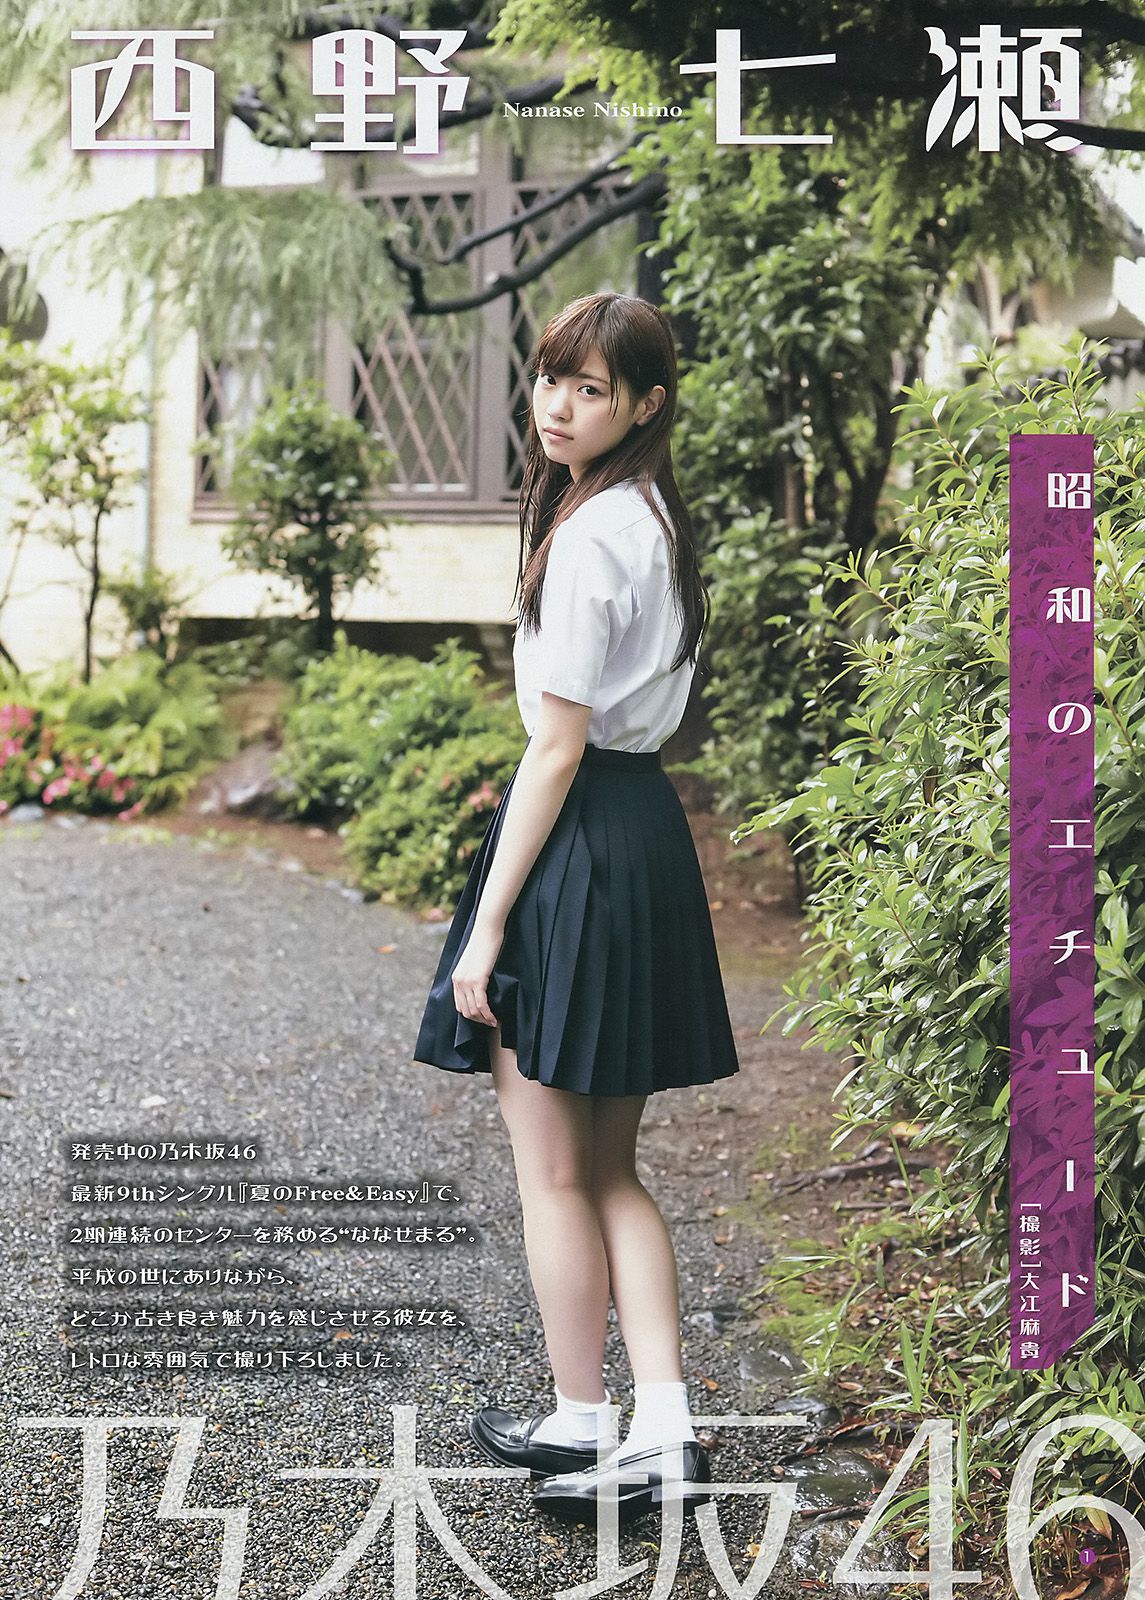 西野七瀬
Nanase Nishino
昭和のエチュード
[撮影]大江麻貴
発売中の乃木坂46
最新9thシングル『夏のFree&Easy』で、
2期連続のセンターを務める“ななせまる”。
平成の世にありながら、
どこか古き良き魅力を感じさせる彼女を、
レトロな雰囲気で撮り下ろしました。
乃木坂46
1